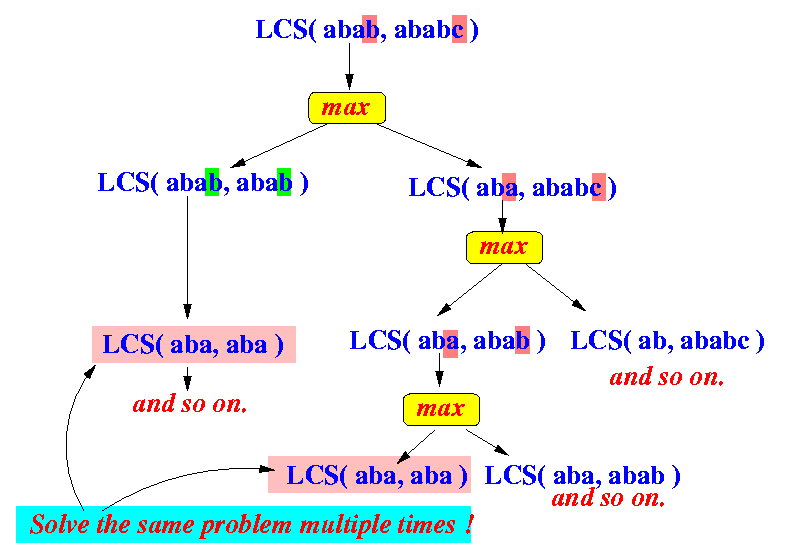 LCS( abab, ababc )
max
LCS( abab, abab )
LCS( aba, ababc )
max
LCS( aba, aba )
LCS( aba, abab )
LCS( ab, ababc )
and so on.
and so on.
max
LCS( aba, aba )
LCS( aba, abab )
and so on.
Solve the same problem multiple times !